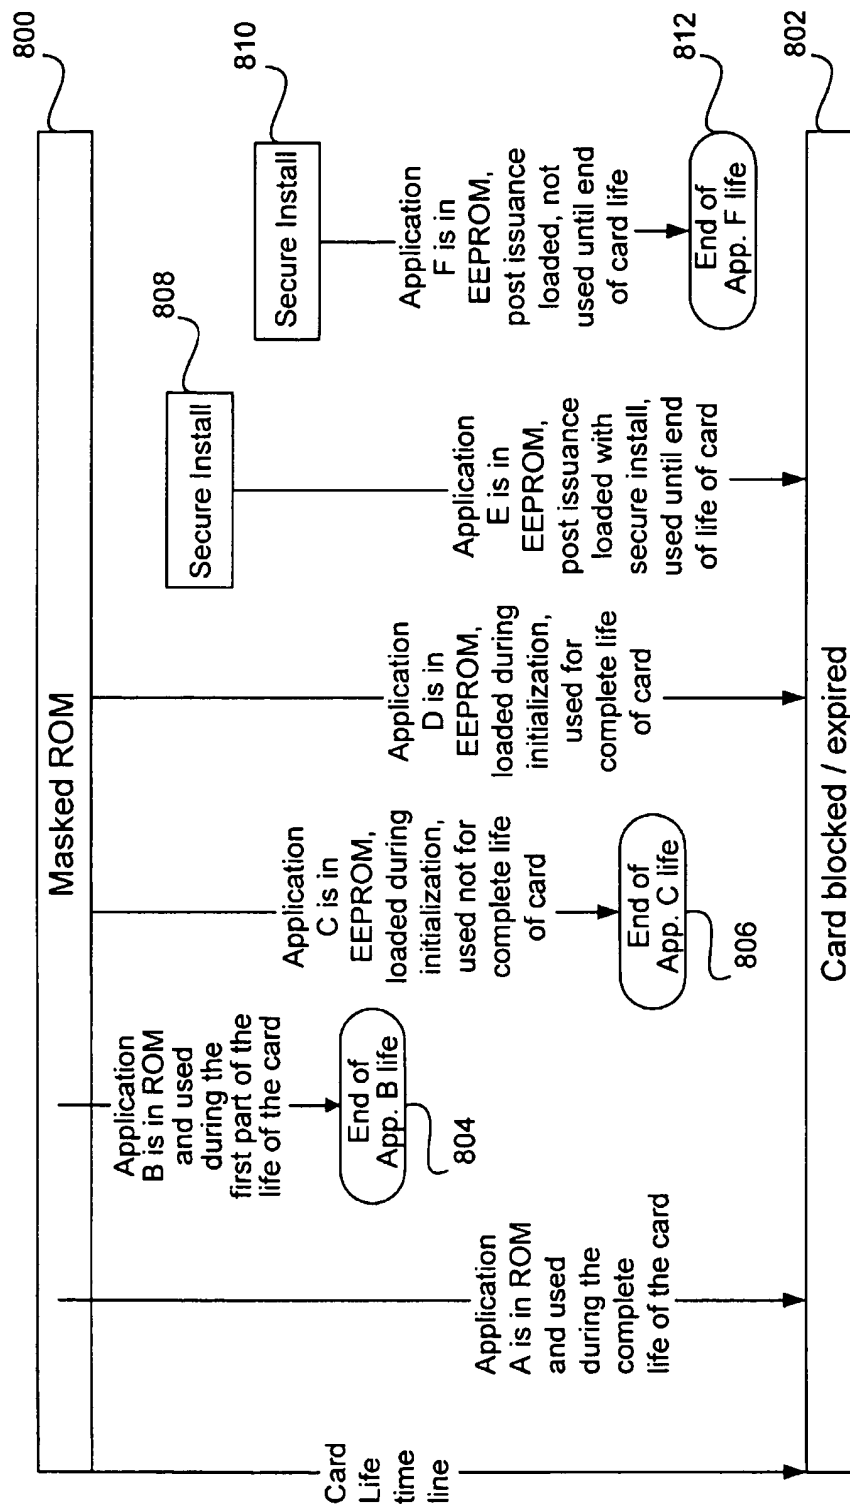 Masked ROM
800
Card
Life
time
line
Application
A is in ROM
and used
during the
complete
life of the card
Application
B is in ROM
and used
during the
first part of the
life of the card
End of
App. B life
804
Application
C is in
EEPROM,
loaded during
initialization,
used not for
complete life
of card
End of
App. C life
806
Application
D is in
EEPROM,
loaded during
initialization,
used for
complete life
of card
Secure Install
808
Application
E is in
EEPROM,
post issuance
loaded with
secure install,
used until end
of life of card
Secure Install
810
Application
F is in
EEPROM,
post issuance
loaded, not
used until end
of card life
End of
App. F life
812
Card blocked / expired
802